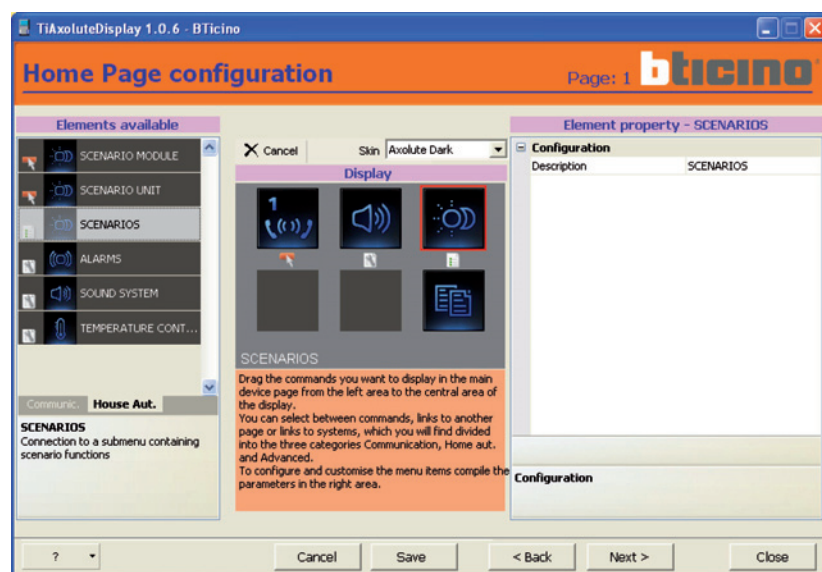 TiAxoluteDisplay 1.0.6 - BTicino
Home Page configuration
Page: 1
bticino
Elements available
SCENARIO MODULE
SCENARIO UNIT
SCENARIOS
ALARMS
SOUND SYSTEM
TEMPERATURE CONT...
Communic.
House Aut.
SCENARIOS
Connection to a submenu containing
scenario functions
Cancel
Skin
Axolute Dark
Display
1
SCENARIOS
Drag the commands you want to display in the main
device page from the left area to the central area of
the display.
You can select between commands, links to another
page or links to systems, which you will find divided
into the three categories Communication, Home aut.
and Advanced.
To configure and customise the menu items compile the
parameters in the right area.
Element property - SCENARIOS
Configuration
Description SCENARIOS
Configuration
?
Cancel
Save
< Back
Next >
Close